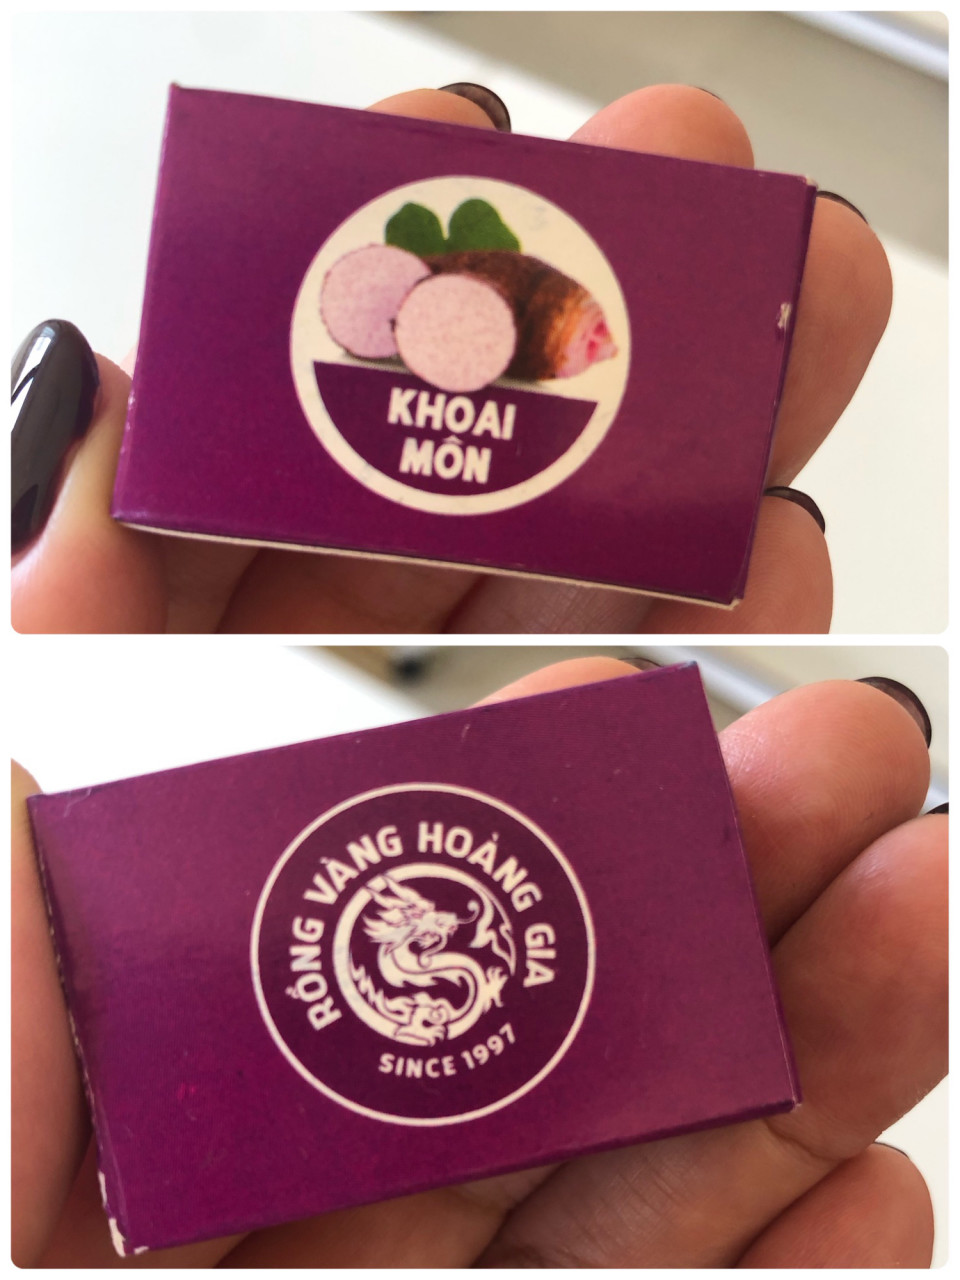 KHOAI
MÔN
RỒNG VÀNG HOÀNG GIA
SINCE 1997